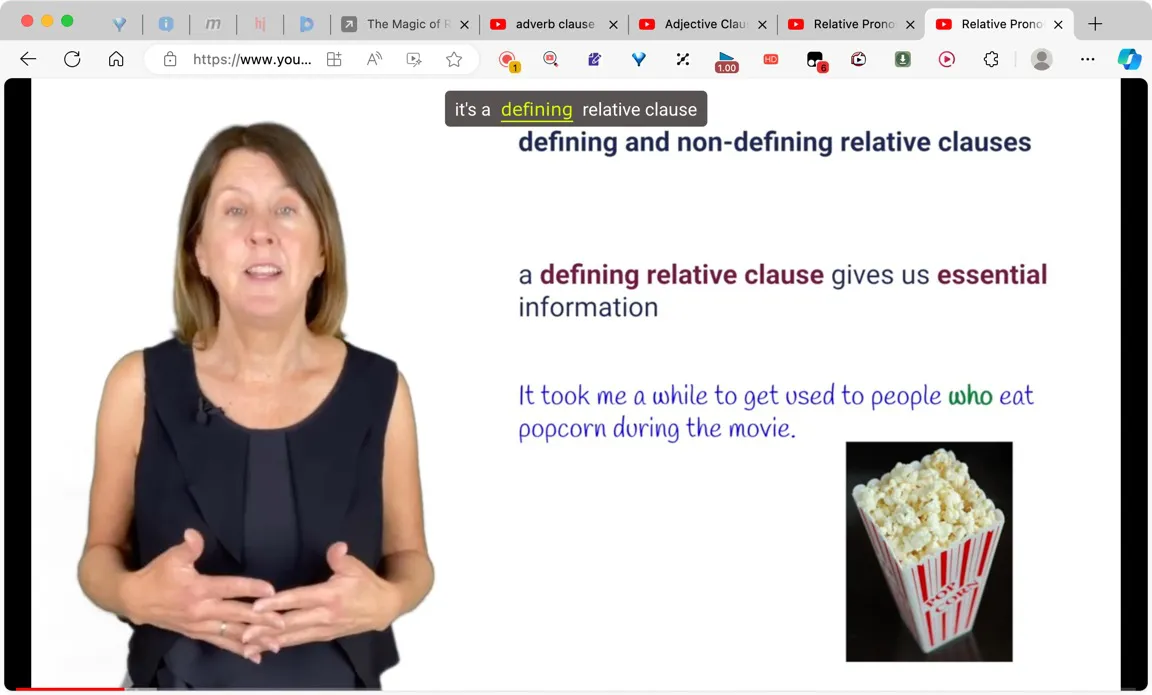 The Magic of R
adverb clause
Adjective Clau
Relative Prono
Relative Prono
https://www.you...
1
1.00
HD
6
it's a defining relative clause
defining and non-defining relative clauses
a defining relative clause gives us essential
information
It took me a while to get used to people who eat
popcorn during the movie.
POP
CORN